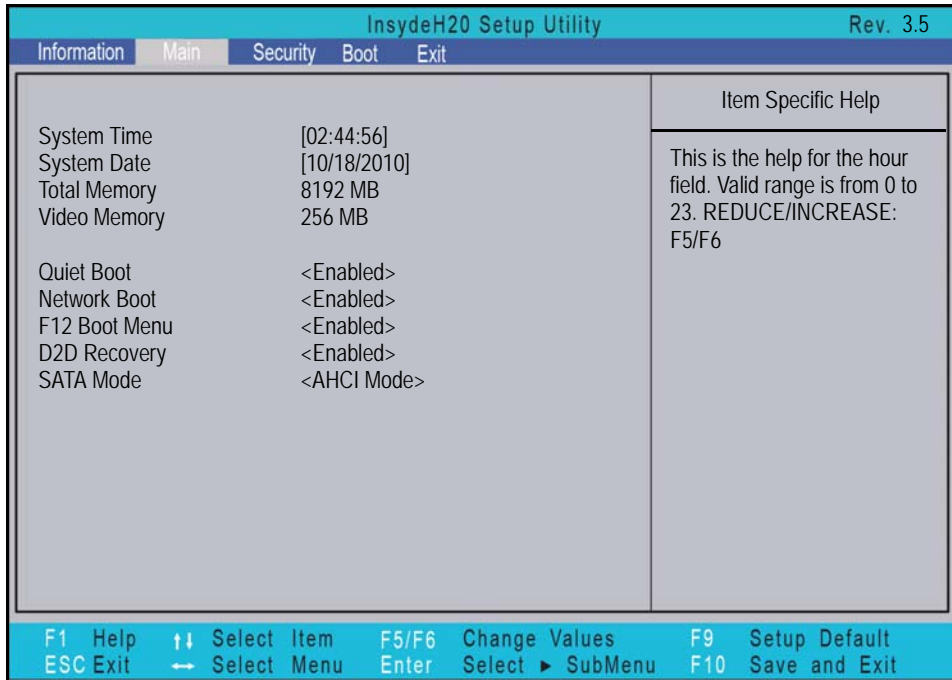 InsydeH20 Setup Utility Rev. 3.5
Information Main Security Boot Exit
Item Specific Help
System Time [02:44:56]
System Date [10/18/2010]
Total Memory 8192 MB
Video Memory 256 MB
Quiet Boot <Enabled>
Network Boot <Enabled>
F12 Boot Menu <Enabled>
D2D Recovery <Enabled>
SATA Mode <AHCI Mode>
This is the help for the hour
field. Valid range is from 0 to
23. REDUCE/INCREASE:
F5/F6
F1 Help ↑↓ Select Item F5/F6 Change Values F9 Setup Default
ESC Exit ↔ Select Menu Enter Select ► SubMenu F10 Save and Exit